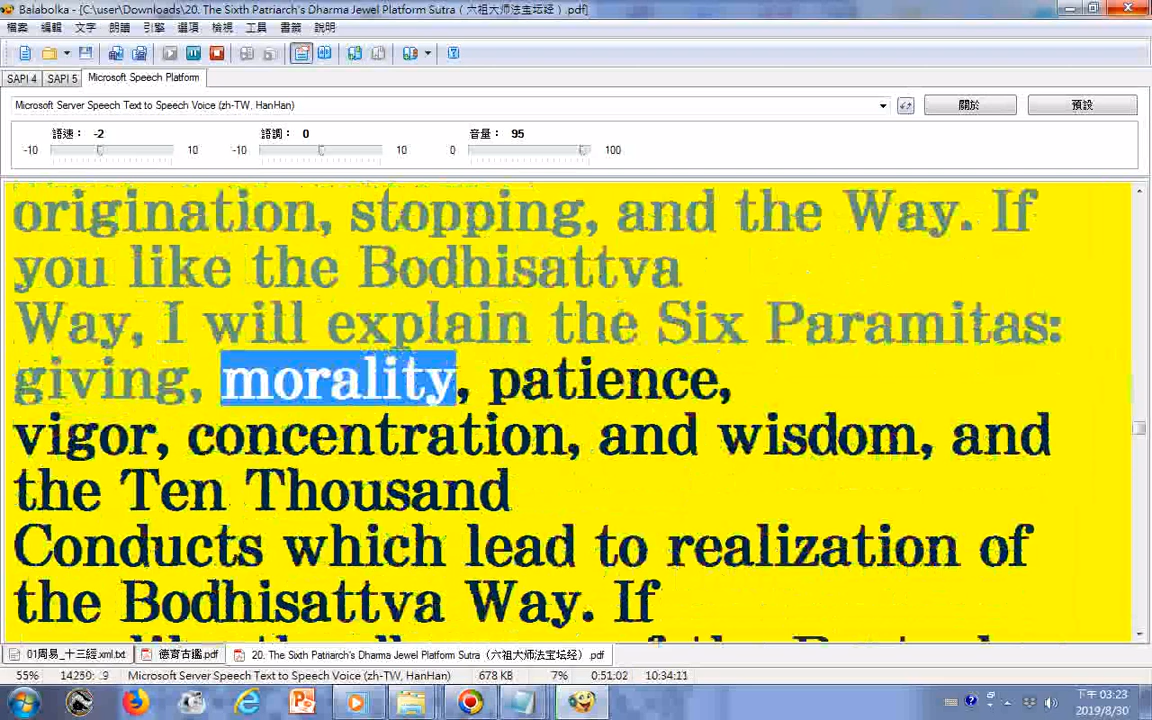 Balabolka - [C:\user\Downloads\20. The Sixth Patriarch's Dharma Jewel Platform Sutra（六祖大师法宝坛经）.pdf]
檔案 編輯 文字 朗讀 引擎 選項 檢視 工具 書籤 說明
SAPI 4 SAPI 5 Microsoft Speech Platform
Microsoft Server Speech Text to Speech Voice (zh-TW, HanHan) 關於 預設
語速： -2 語調： 0 音量： 95
-10 10 -10 10 0 100
origination, stopping, and the Way. If
you like the Bodhisattva
Way, I will explain the Six Paramitas:
giving, morality, patience,
vigor, concentration, and wisdom, and
the Ten Thousand
Conducts which lead to realization of
the Bodhisattva Way. If
01周易_十三經.xml.txt 德育古鑑.pdf 20. The Sixth Patriarch's Dharma Jewel Platform Sutra（六祖大师法宝坛经）.pdf
55% Microsoft Server Speech Text to Speech Voice (zh-TW, HanHan) 678 KB 7% 0:51:02 10:34:11
下午 03:23
2019/8/30